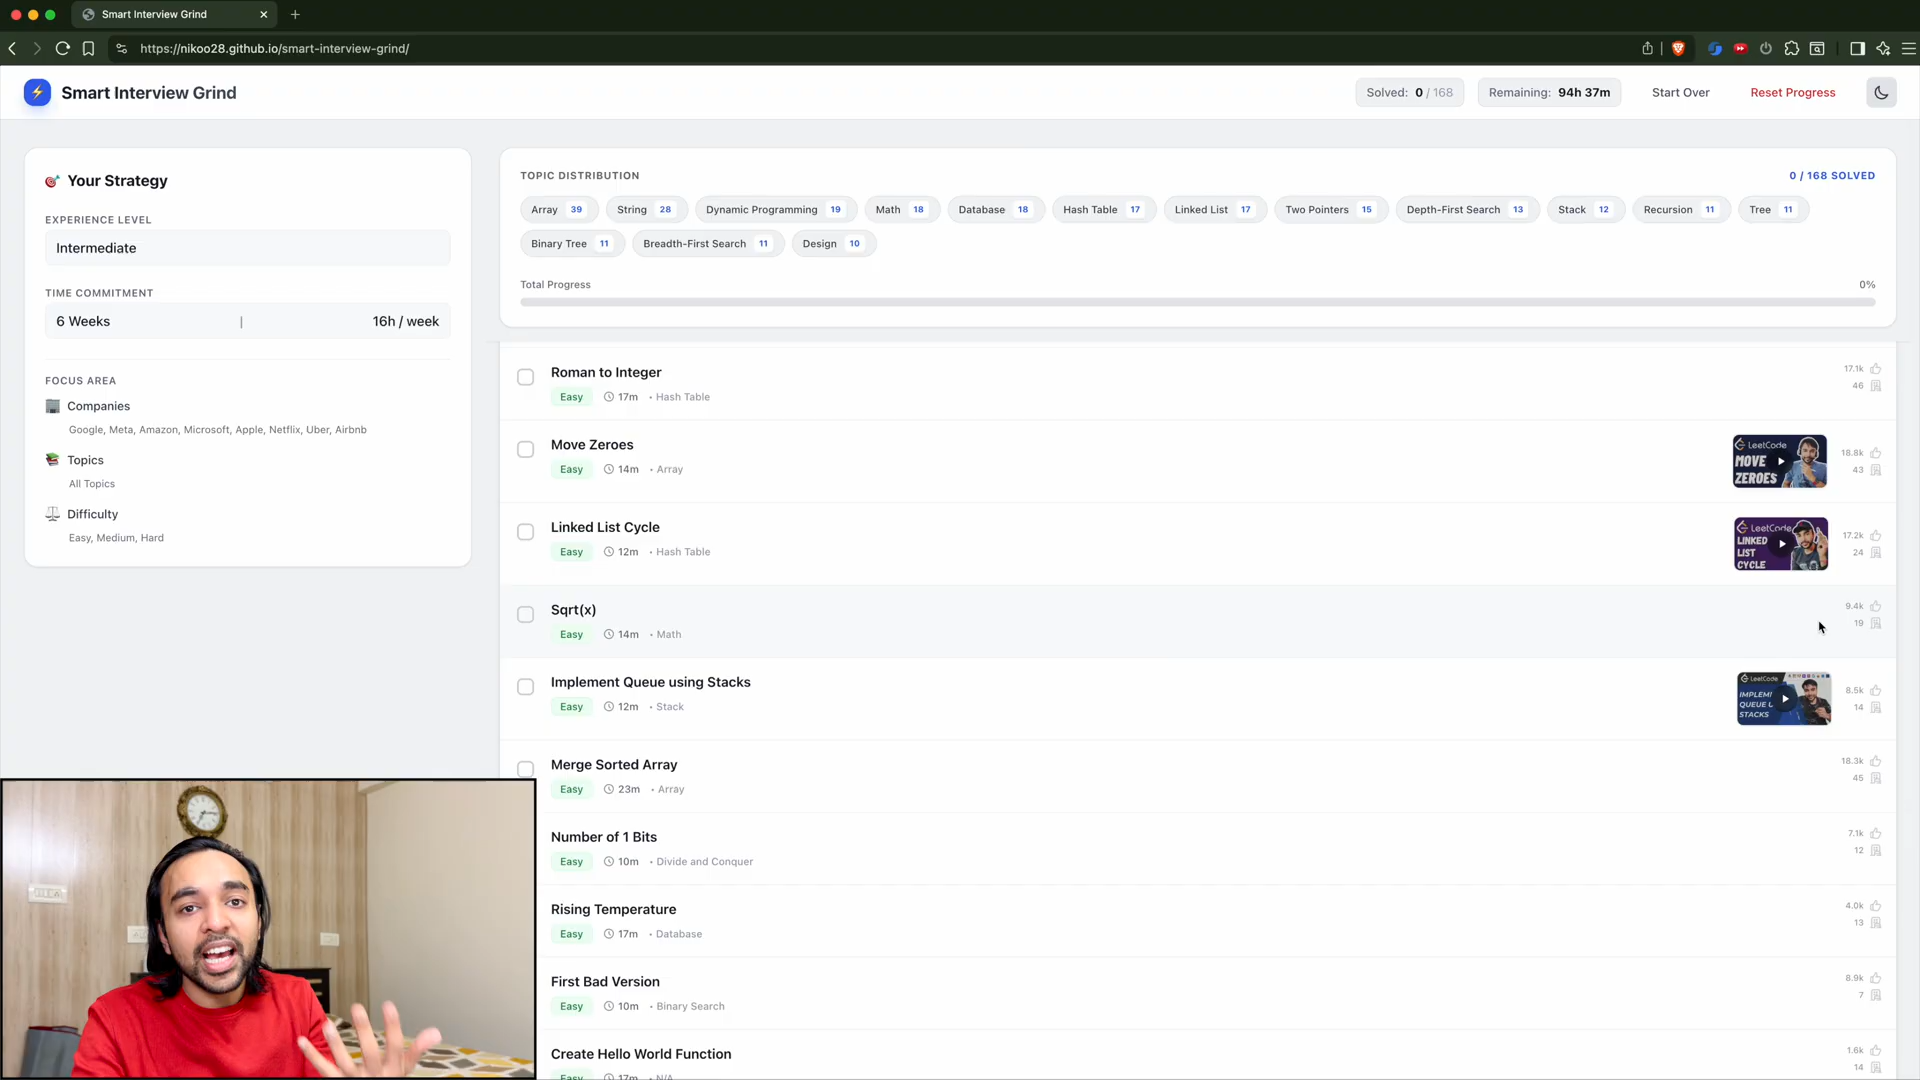 Smart Interview Grind
https://nikoo28.github.io/smart-interview-grind/
Smart Interview Grind
Solved: 0 / 168
Remaining: 94h 37m
Start Over
Reset Progress
Your Strategy
EXPERIENCE LEVEL
Intermediate
TIME COMMITMENT
6 Weeks | 16h / week
FOCUS AREA
Companies
Google, Meta, Amazon, Microsoft, Apple, Netflix, Uber, Airbnb
Topics
All Topics
Difficulty
Easy, Medium, Hard
TOPIC DISTRIBUTION
0 / 168 SOLVED
Array 39 String 28 Dynamic Programming 19 Math 18 Database 18 Hash Table 17 Linked List 17 Two Pointers 15 Depth-First Search 13 Stack 12 Recursion 11 Tree 11
Binary Tree 11 Breadth-First Search 11 Design 10
Total Progress 0%
Roman to Integer
Easy 17m • Hash Table
17.1k
46
Move Zeroes
Easy 14m • Array
LeetCode
MOVE
ZEROES
18.8k
43
Linked List Cycle
Easy 12m • Hash Table
LeetCode
LINKED
LIST
CYCLE
17.2k
24
Sqrt(x)
Easy 14m • Math
9.4k
19
Implement Queue using Stacks
Easy 12m • Stack
LeetCode
IMPLEM
QUEUE U
STACKS
8.5k
14
Merge Sorted Array
Easy 23m • Array
18.3k
45
Number of 1 Bits
Easy 10m • Divide and Conquer
7.1k
12
Rising Temperature
Easy 17m • Database
4.0k
13
First Bad Version
Easy 10m • Binary Search
8.9k
7
Create Hello World Function
Easy 17m • N/A
1.6k
14